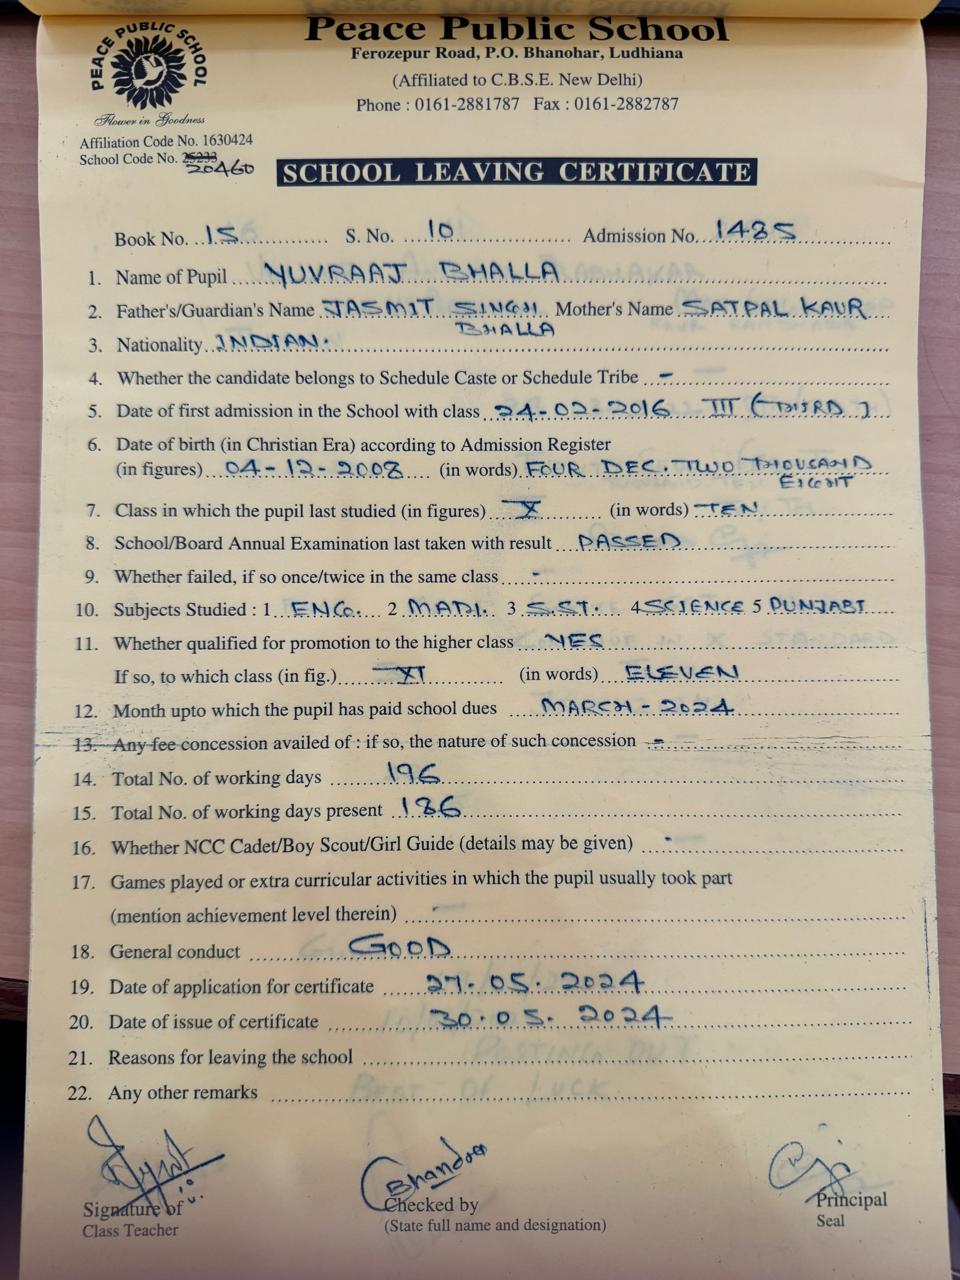 Peace Public School
PEACE PUBLIC SCHOOL
Ferozepur Road, P.O. Bhanohar, Ludhiana
(Affiliated to C.B.S.E. New Delhi)
Phone : 0161-2881787 Fax : 0161-2882787
Flower in Goodness
Affiliation Code No. 1630424
School Code No. 25233
20460
SCHOOL LEAVING CERTIFICATE
Book No. 15 S. No. 10 Admission No. 1485
1. Name of Pupil YUVRAAJ BHALLA
2. Father's/Guardian's Name JASMIT SINGH Mother's Name SATPAL KAUR
BHALLA
3. Nationality INDIAN.
4. Whether the candidate belongs to Schedule Caste or Schedule Tribe -
5. Date of first admission in the School with class 24-02-2016 III (THIRD)
6. Date of birth (in Christian Era) according to Admission Register
(in figures) 04-12-2008 (in words) FOUR DEC. TWO THOUSAND
EIGHT
7. Class in which the pupil last studied (in figures) X (in words) TEN
8. School/Board Annual Examination last taken with result PASSED
9. Whether failed, if so once/twice in the same class -
10. Subjects Studied : 1 ENG. 2 MATH. 3 S.ST. 4 SCIENCE 5 PUNJABI
11. Whether qualified for promotion to the higher class YES
If so, to which class (in fig.) XI (in words) ELEVEN
12. Month upto which the pupil has paid school dues MARCH - 2024
13. Any fee concession availed of : if so, the nature of such concession -
14. Total No. of working days 196
15. Total No. of working days present 186
16. Whether NCC Cadet/Boy Scout/Girl Guide (details may be given) -
17. Games played or extra curricular activities in which the pupil usually took part
(mention achievement level therein) -
18. General conduct GOOD
19. Date of application for certificate 27.05.2024
20. Date of issue of certificate 30.05.2024
21. Reasons for leaving the school
22. Any other remarks
BEST OF LUCK
Bhandra
Signature of
Class Teacher
Checked by
(State full name and designation)
Principal
Seal